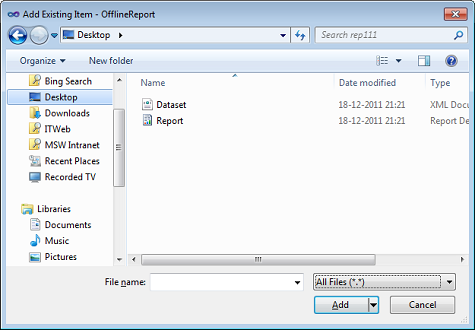 Add Existing Item - OfflineReport
Desktop
Search rep111
Organize
New folder
Bing Search
Desktop
Downloads
ITWeb
MSW Intranet
Recent Places
Recorded TV
Libraries
Documents
Music
Pictures
Name Date modified Type
Dataset 18-12-2011 21:21 XML Docu
Report 18-12-2011 21:21 Report De
File name:
All Files (*.*)
Add
Cancel